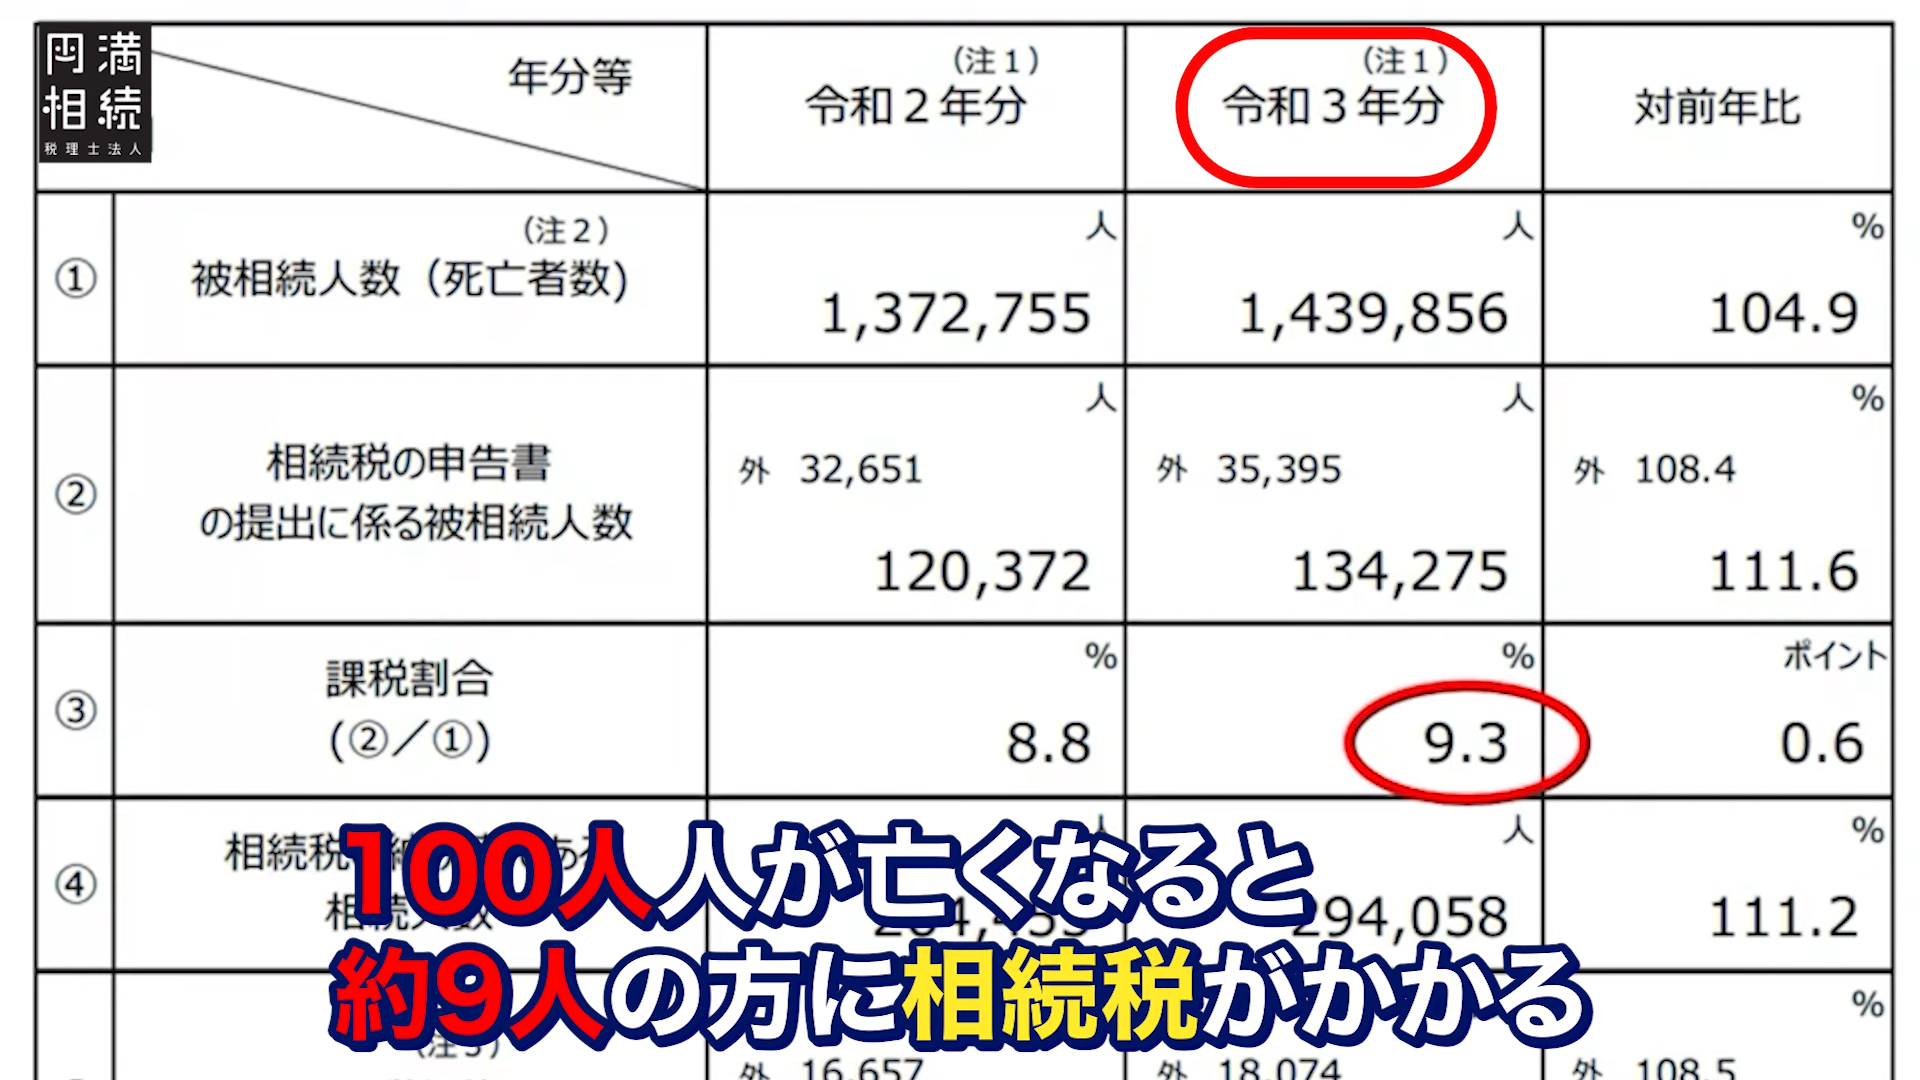 円満
相続
税理士法人
年分等
（注１）
令和２年分
（注１）
令和３年分
対前年比
①
（注２）
被相続人数（死亡者数)
人
1,372,755
人
1,439,856
%
104.9
②
相続税の申告書
の提出に係る被相続人数
人
外 32,651
120,372
人
外 35,395
134,275
%
外 108.4
111.6
③
課税割合
(②／①)
%
8.8
%
9.3
ポイント
0.6
④
相続税
人
294,058
%
111.2
100人人が亡くなると
約9人の方に相続税がかかる
%
外 16,657
外 18,074
外 108.5